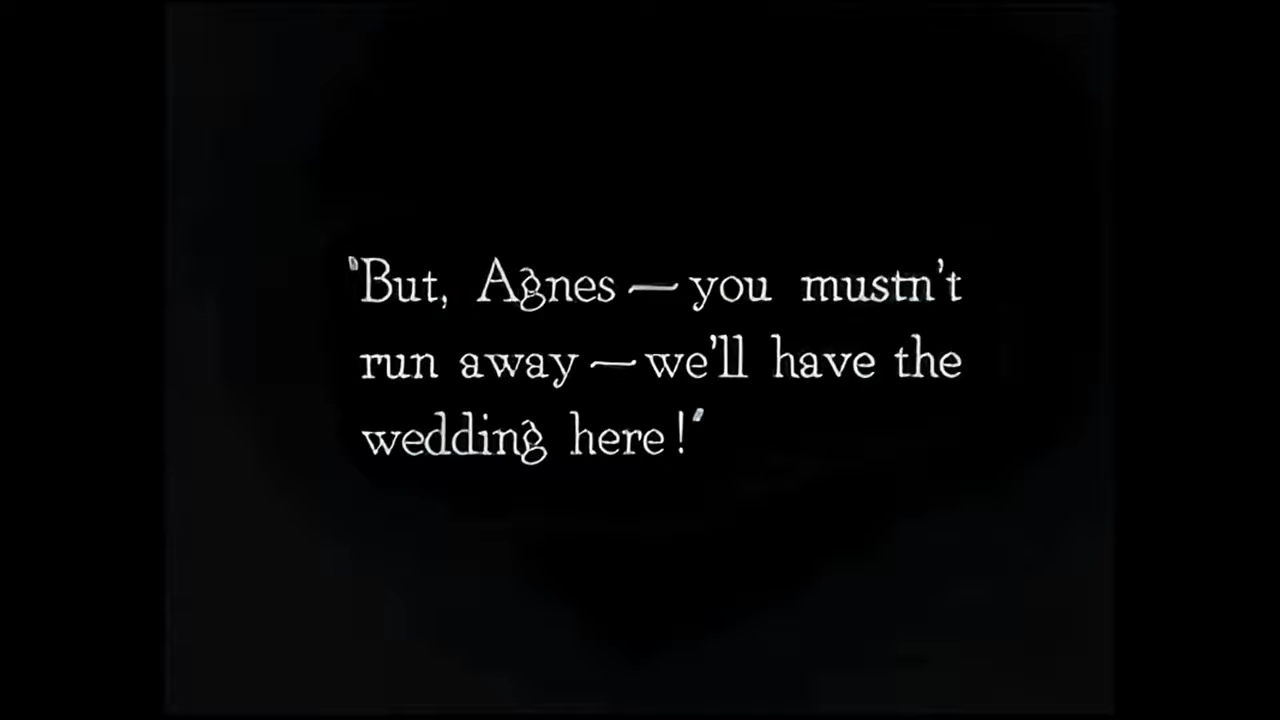 "But, Agnes — you mustn't
run away — we'll have the
wedding here!"